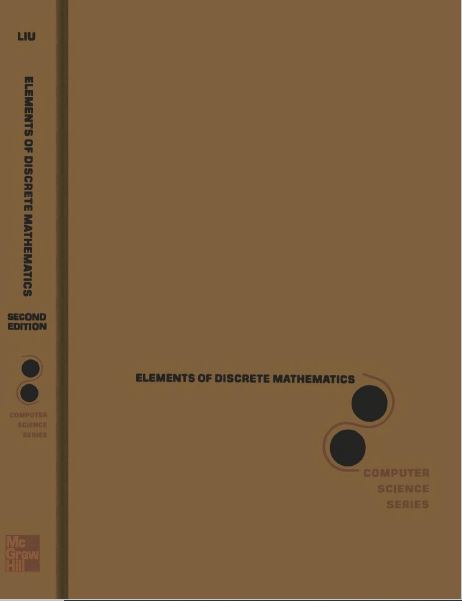 LIU
ELEMENTS OF DISCRETE MATHEMATICS
SECOND
EDITION
COMPUTER
SCIENCE
SERIES
Mc
Graw
Hill
ELEMENTS OF DISCRETE MATHEMATICS
COMPUTER
SCIENCE
SERIES